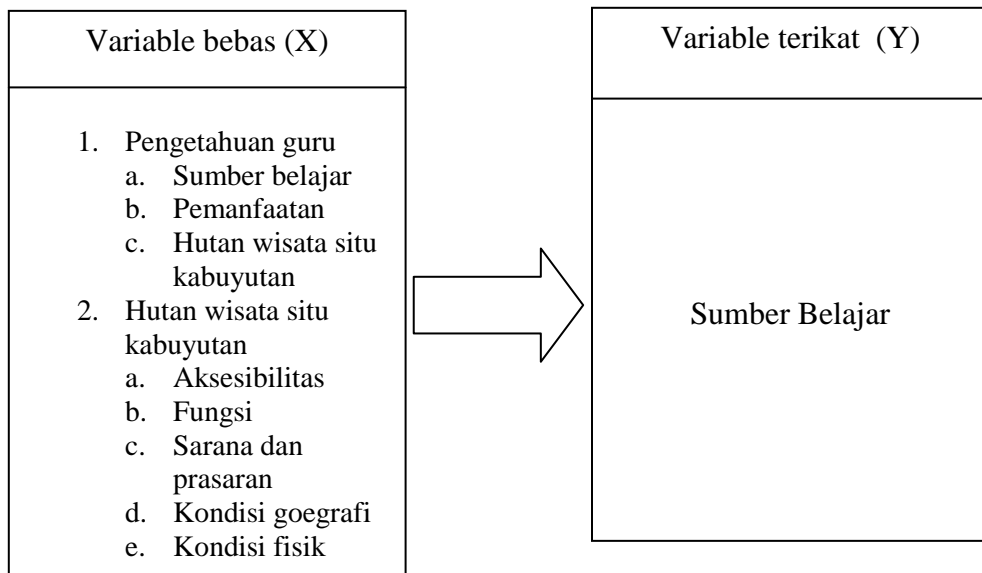 Variable bebas (X)
1. Pengetahuan guru
a. Sumber belajar
b. Pemanfaatan
c. Hutan wisata situ
kabuyutan
2. Hutan wisata situ
kabuyutan
a. Aksesibilitas
b. Fungsi
c. Sarana dan
prasaran
d. Kondisi goegrafi
e. Kondisi fisik
Variable terikat (Y)
Sumber Belajar